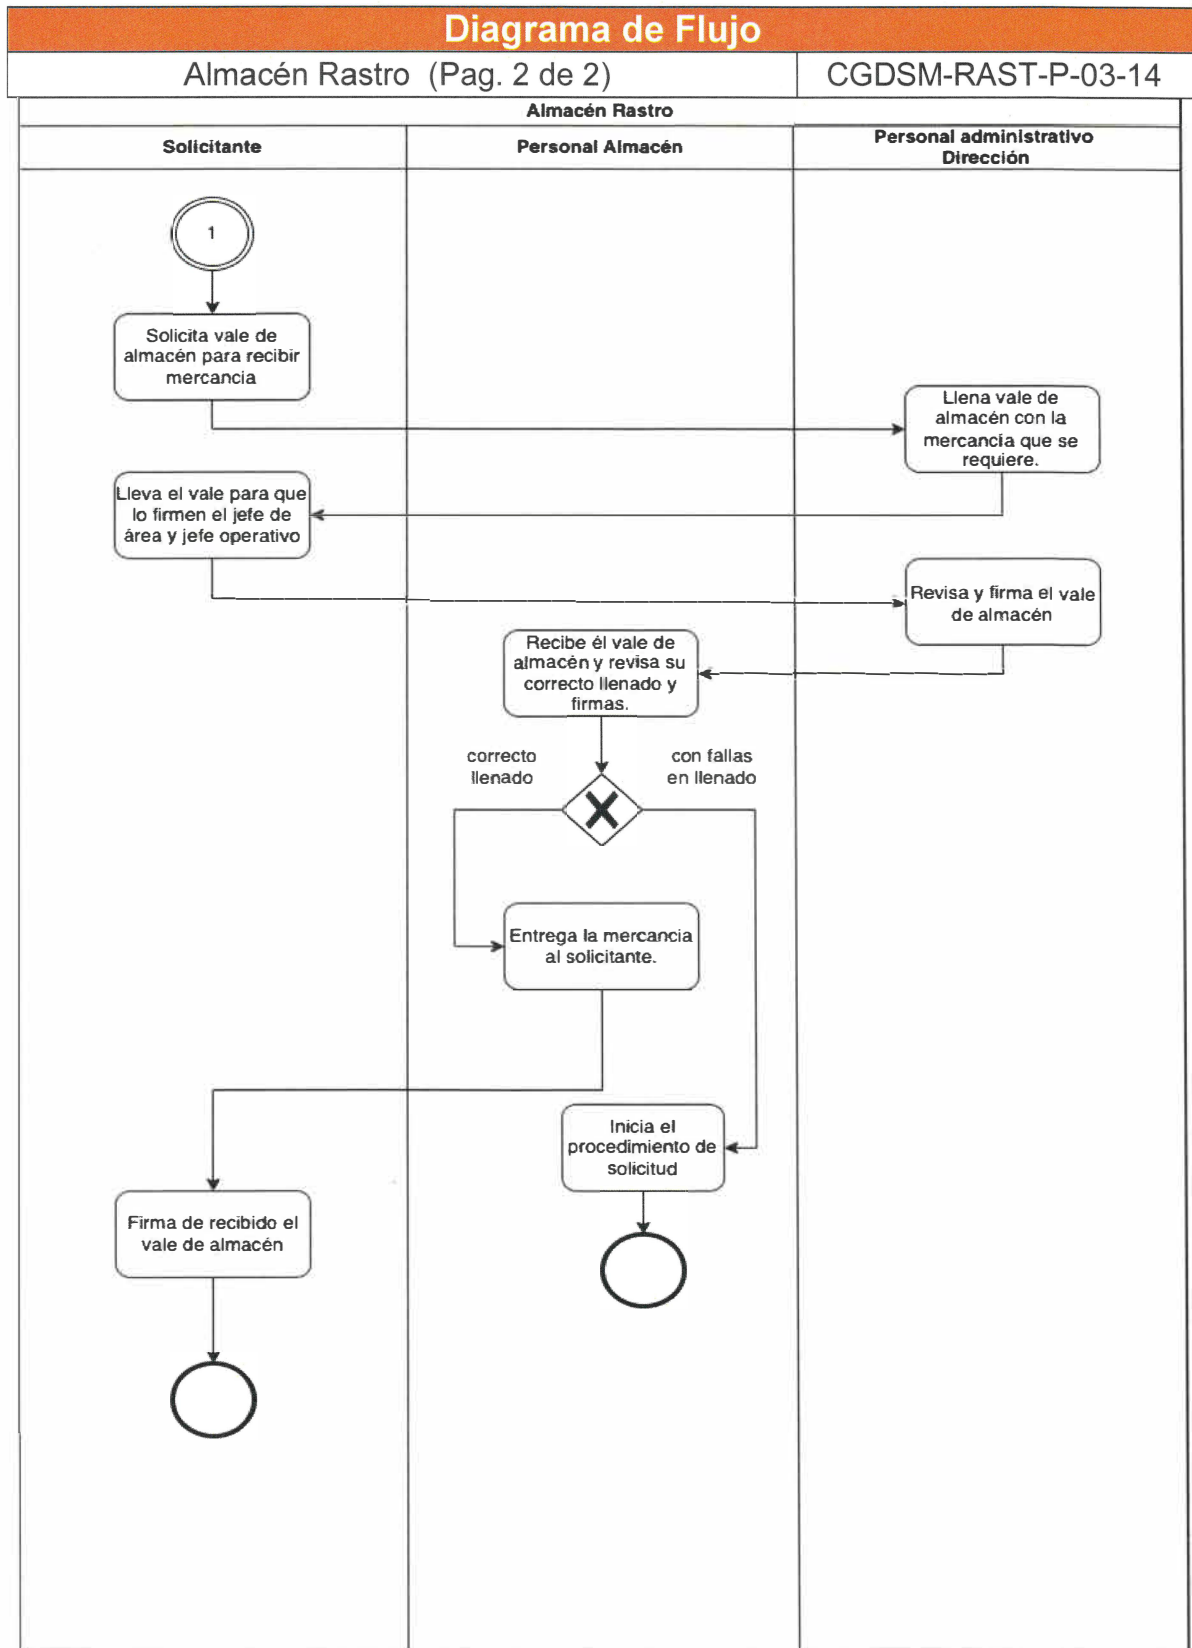 Diagrama de Flujo
Almacén Rastro (Pag. 2 de 2)
CGDSM-RAST-P-03-14
Almacén Rastro
Solicitante
Personal Almacén
Personal administrativo
Dirección
1
Solicita vale de
almacén para recibir
mercancia
Llena vale de
almacén con la
mercancía que se
requiere.
Lleva el vale para que
lo firmen el jefe de
área y jefe operativo
Revisa y firma el vale
de almacén
Recibe él vale de
almacén y revisa su
correcto llenado y
firmas.
correcto
llenado
con fallas
en llenado
Entrega la mercancia
al solicitante.
Inicia el
procedimiento de
solicitud
Firma de recibido el
vale de almacén